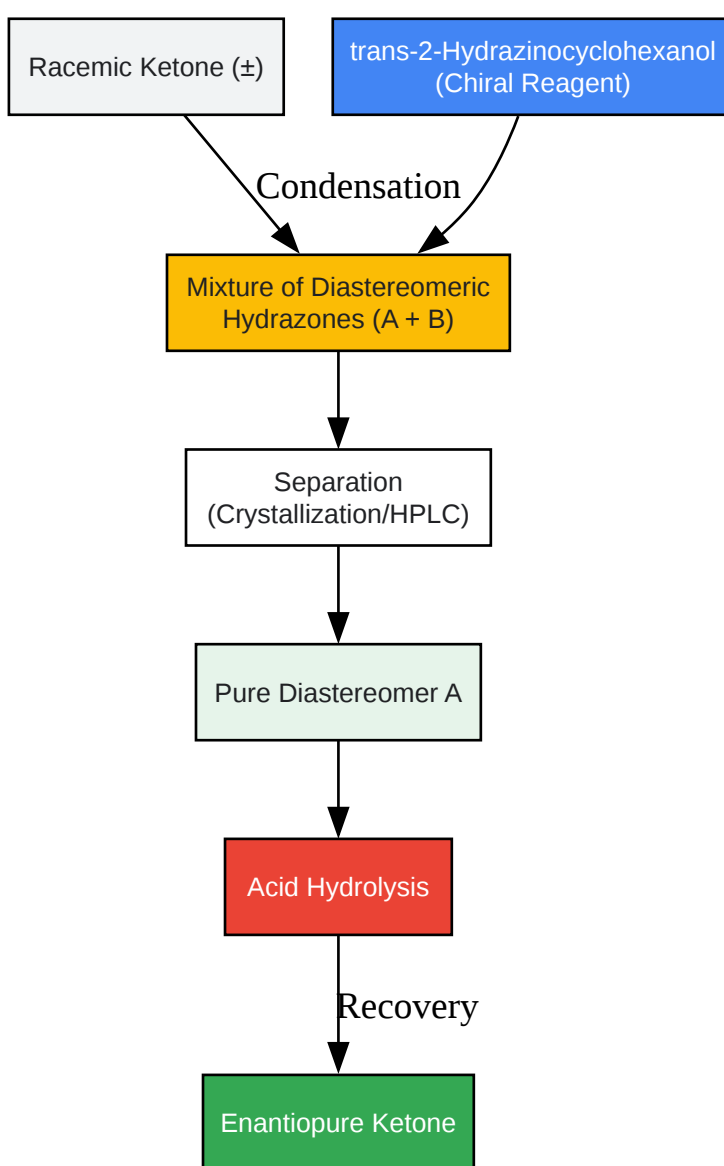 Racemic Ketone (±)
trans-2-Hydrazinocyclohexanol
(Chiral Reagent)
Condensation
Mixture of Diastereomeric
Hydrazones (A + B)
Separation
(Crystallization/HPLC)
Pure Diastereomer A
Acid Hydrolysis
Recovery
Enantiopure Ketone